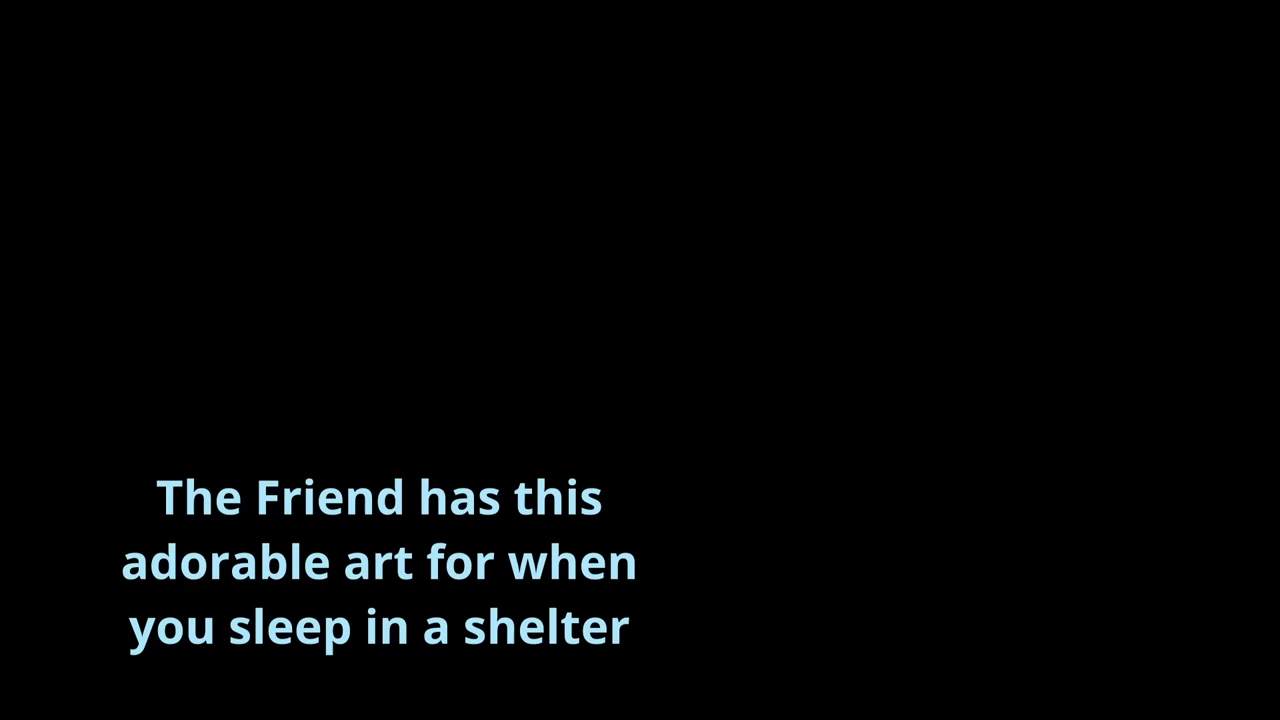 The Friend has this
adorable art for when
you sleep in a shelter